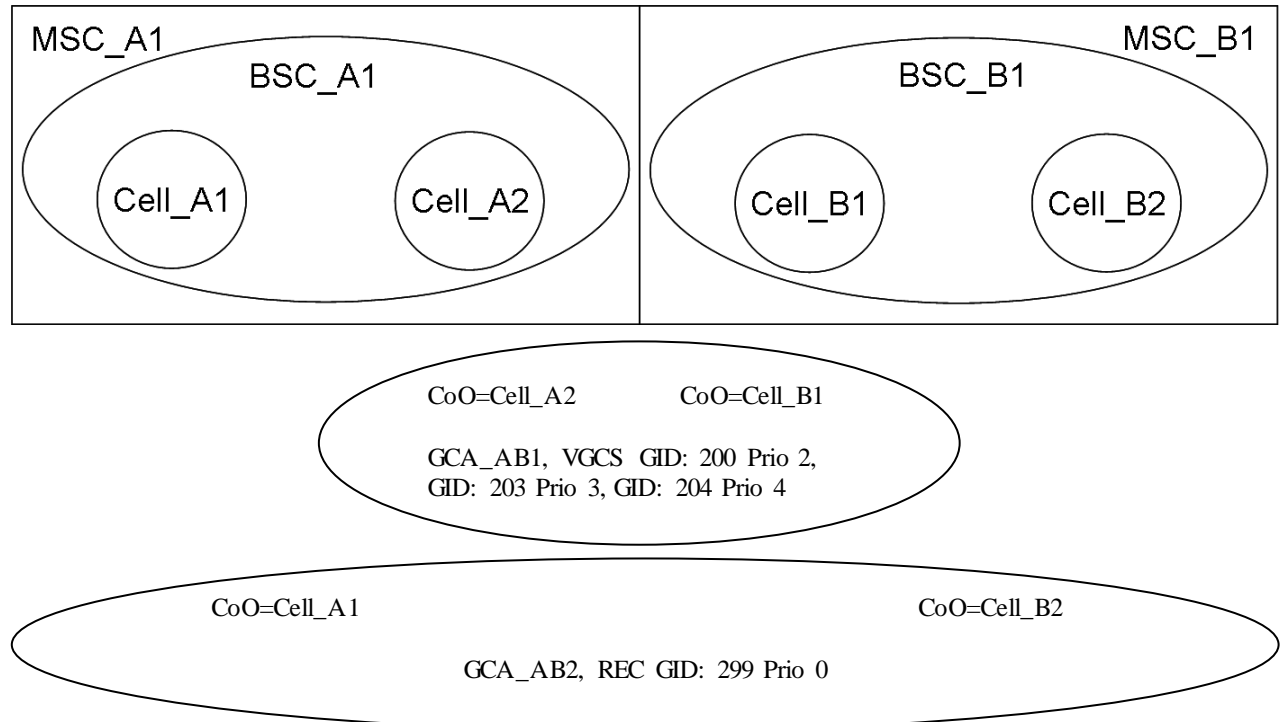 MSC_A1
MSC_B1
BSC_A1
BSC_B1
Cell_A1
Cell_A2
Cell_B1
Cell_B2
CoO=Cell_A2
CoO=Cell_B1
GCA_AB1, VGCS GID: 200 Prio 2,
GID: 203 Prio 3, GID: 204 Prio 4
CoO=Cell_A1
CoO=Cell_B2
GCA_AB2, REC GID: 299 Prio 0